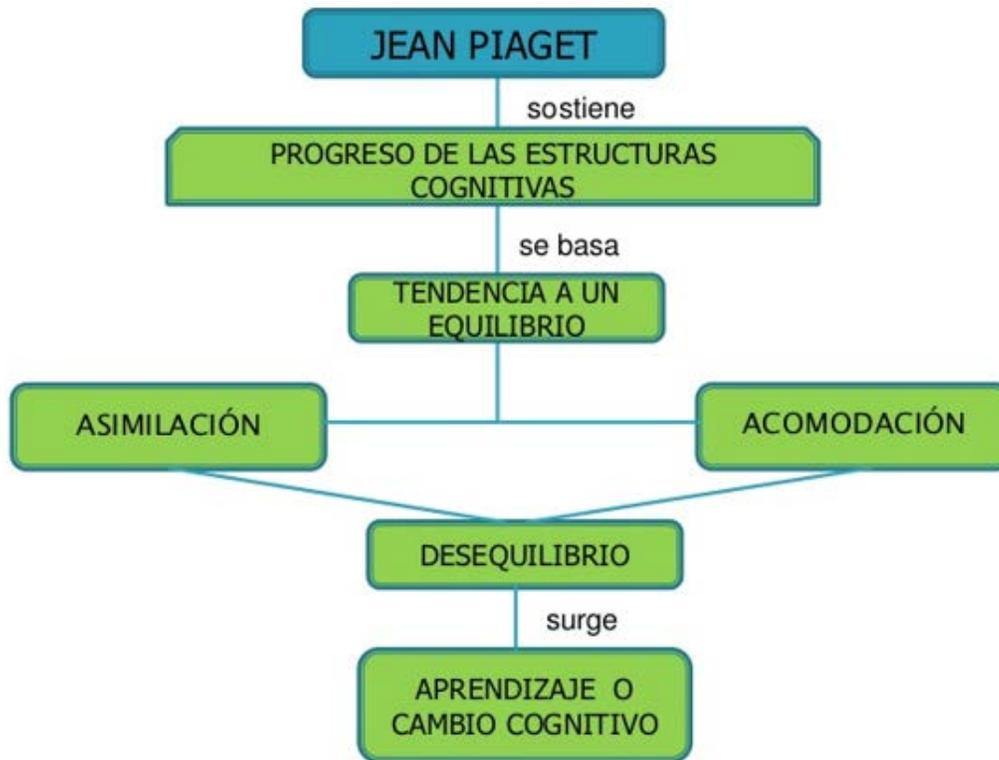 JEAN PIAGET
sostiene
PROGRESO DE LAS ESTRUCTURAS
COGNITIVAS
se basa
TENDENCIA A UN
EQUILIBRIO
ASIMILACIÓN
ACOMODACIÓN
DESEQUILIBRIO
surge
APRENDIZAJE O
CAMBIO COGNITIVO